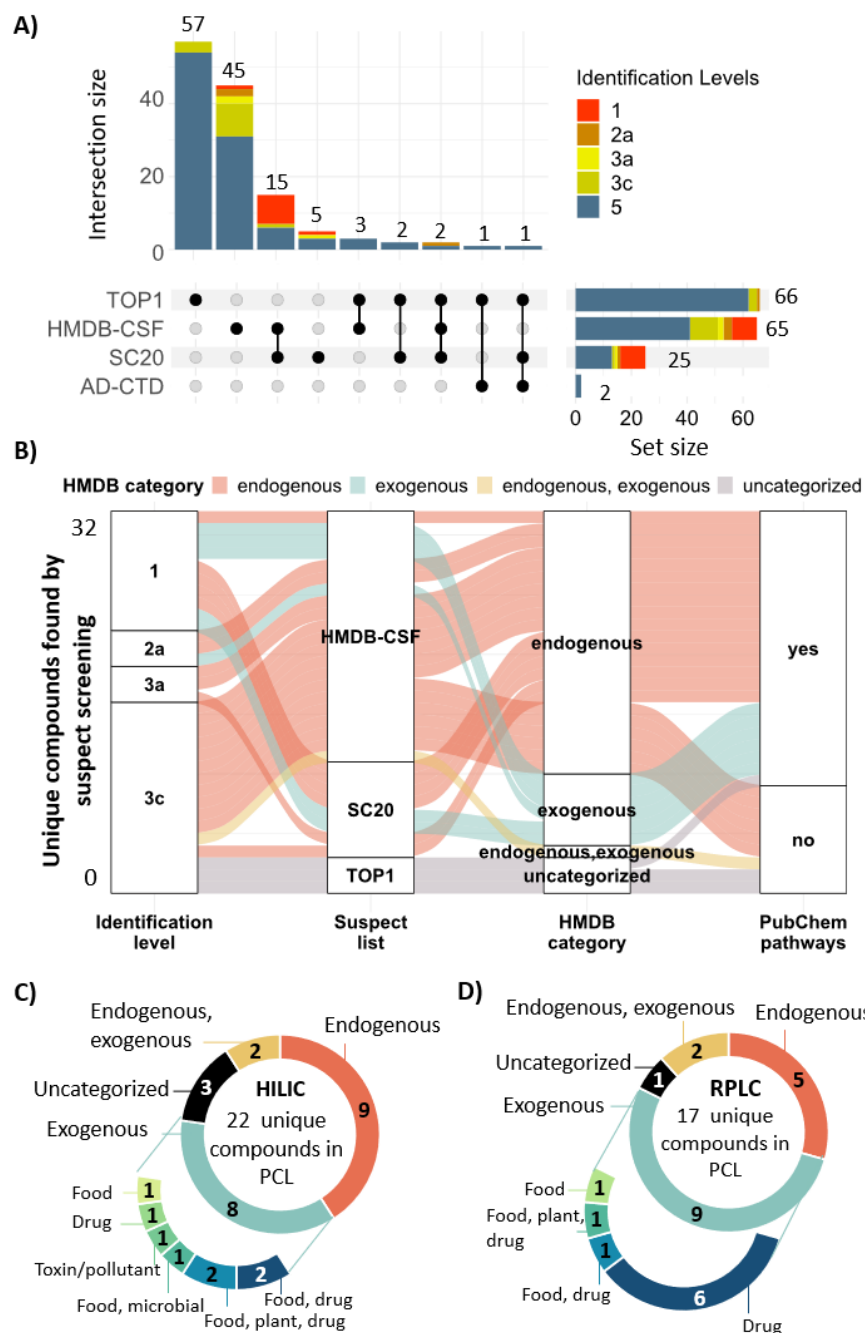 A)
57
45
15
5
3
2
2
1
1
Intersection size
40
20
0
Identification Levels
1
2a
3a
3c
5
TOP1
HMDB-CSF
SC20
AD-CTD
66
65
25
2
0 20 40 60
Set size
B)
HMDB category endogenous exogenous endogenous, exogenous uncategorized
Unique compounds found by
suspect screening
32
0
1
2a
3a
3c
HMDB-CSF
SC20
TOP1
endogenous
exogenous
endogenous,exogenous
uncategorized
yes
no
Identification
level
Suspect
list
HMDB
category
PubChem
pathways
C)
Endogenous,
exogenous
Endogenous
Uncategorized
Exogenous
2
3
9
8
HILIC
22 unique
compounds in
PCL
Food
Drug
Toxin/pollutant
Food, microbial
Food, plant, drug
Food, drug
1
1
1
1
2
2
D)
Endogenous, exogenous
Endogenous
Uncategorized
Exogenous
2
1
5
9
RPLC
17 unique
compounds in
PCL
Food
Food, plant,
drug
Food, drug
Drug
1
1
1
6